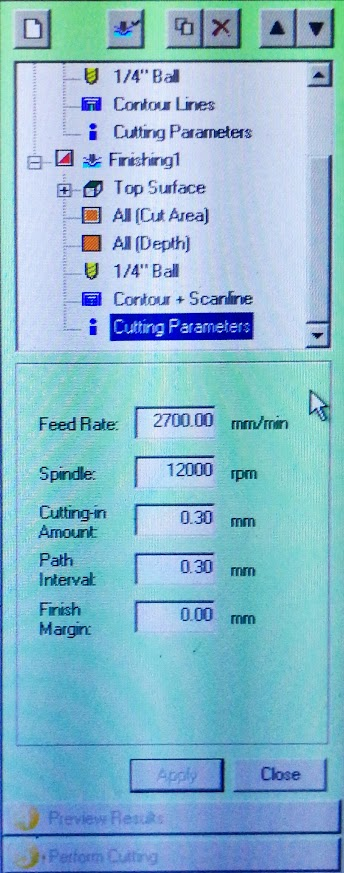 1/4" Ball
Contour Lines
Cutting Parameters
Finishing1
Top Surface
All (Cut Area)
All (Depth)
1/4" Ball
Contour + Scanline
Cutting Parameters
Feed Rate: 2700.00 mm/min
Spindle: 12000 rpm
Cutting-in
Amount: 0.30 mm
Path
Interval: 0.30 mm
Finish
Margin: 0.00 mm
Apply Close
Preview Results
Perform Cutting